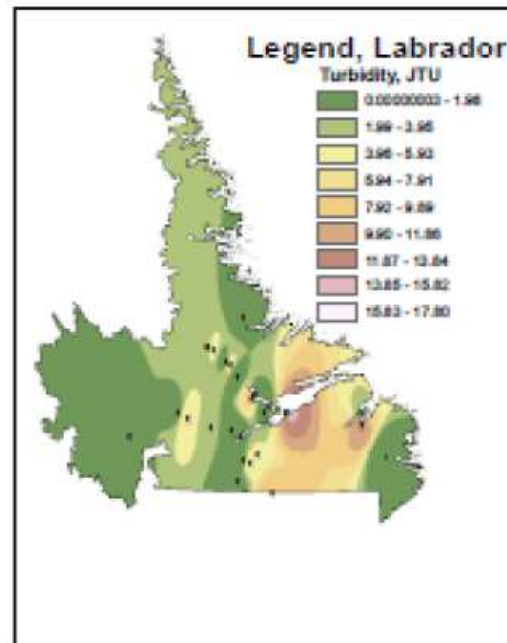 Legend, Labrador
Turbidity, JTU
0.00000003 - 1.98
1.99 - 3.95
3.96 - 5.93
5.94 - 7.91
7.92 - 9.89
9.90 - 11.86
11.87 - 13.84
13.85 - 15.82
15.83 - 17.80